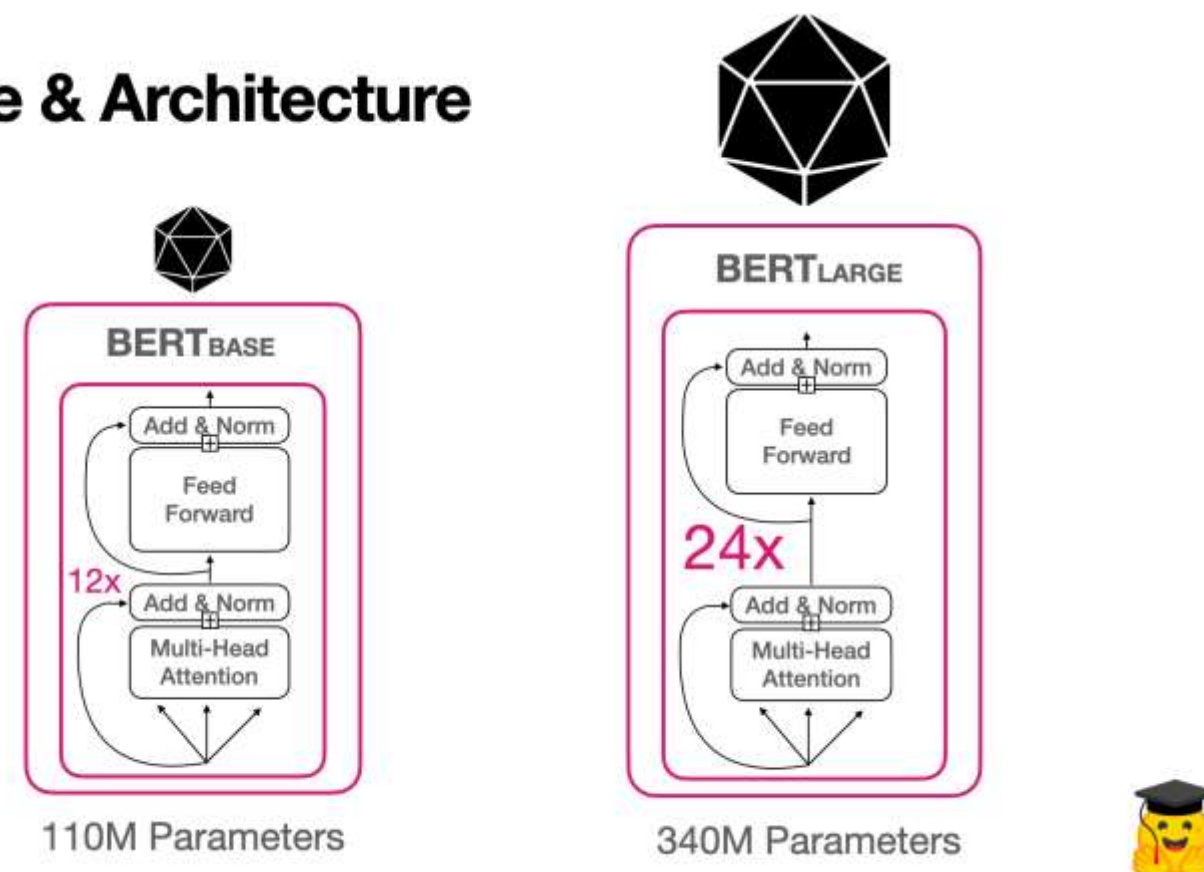 e & Architecture
BERTBASE
Add & Norm
Feed
Forward
12x
Add & Norm
Multi-Head
Attention
110M Parameters
BERTLARGE
Add & Norm
Feed
Forward
24x
Add & Norm
Multi-Head
Attention
340M Parameters